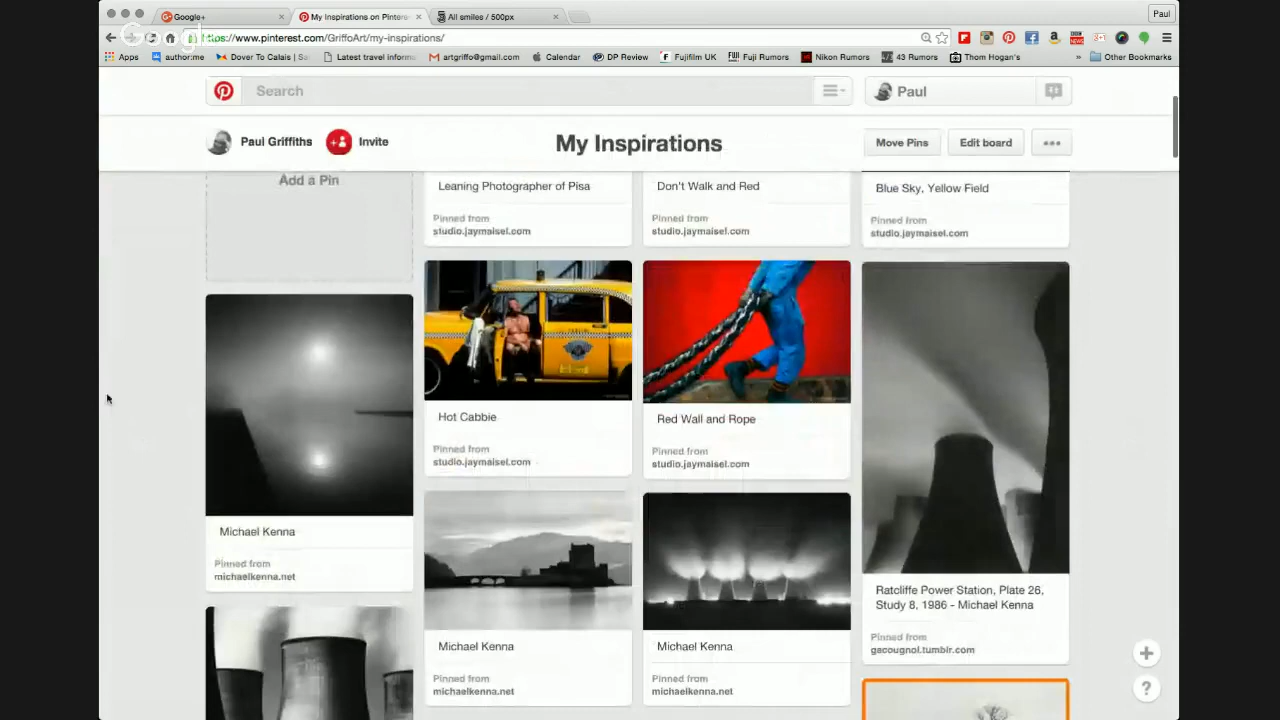 Google+
My Inspirations on Pinteres
All smiles / 500px
Paul
https://www.pinterest.com/GriffoArt/my-inspirations/
Apps
author:me
Dover To Calais | Sa
Latest travel inform
artgriffo@gmail.com
Calendar
DP Review
Fujifilm UK
Fuji Rumors
Nikon Rumors
43 Rumors
Thom Hogan's
»
Other Bookmarks
Search
Paul
Paul Griffiths
Invite
My Inspirations
Move Pins
Edit board
Add a Pin
Leaning Photographer of Pisa
Pinned from
studio.jaymaisel.com
Don't Walk and Red
Pinned from
studio.jaymaisel.com
Blue Sky, Yellow Field
Pinned from
studio.jaymaisel.com
Hot Cabbie
Pinned from
studio.jaymaisel.com
Red Wall and Rope
Pinned from
studio.jaymaisel.com
Michael Kenna
Pinned from
michaelkenna.net
Michael Kenna
Pinned from
michaelkenna.net
Michael Kenna
Pinned from
michaelkenna.net
Ratcliffe Power Station, Plate 26,
Study 8, 1986 - Michael Kenna
Pinned from
gacougnol.tumblr.com
+
?